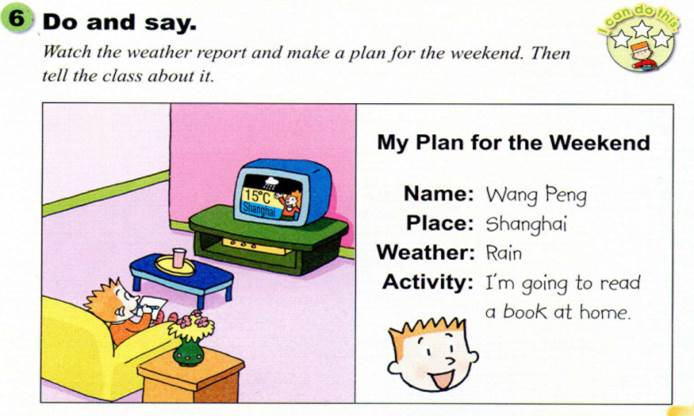 6 Do and say.
I can do this!
Watch the weather report and make a plan for the weekend. Then
tell the class about it.
15°C
Shanghai
My Plan for the Weekend
Name: Wang Peng
Place: Shanghai
Weather: Rain
Activity: I'm going to read
a book at home.